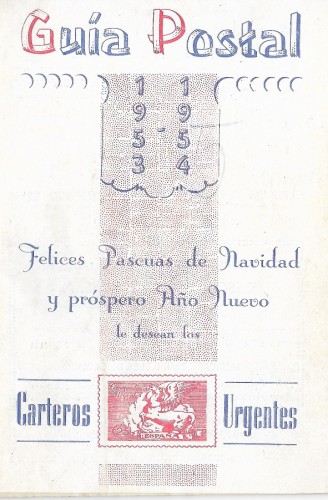 Guía Postal
1 1
9 9
5 - 5
3 4
Felices Pascuas de Navidad
y próspero Año Nuevo
le desean los
Carteros Urgentes
ESPAÑA